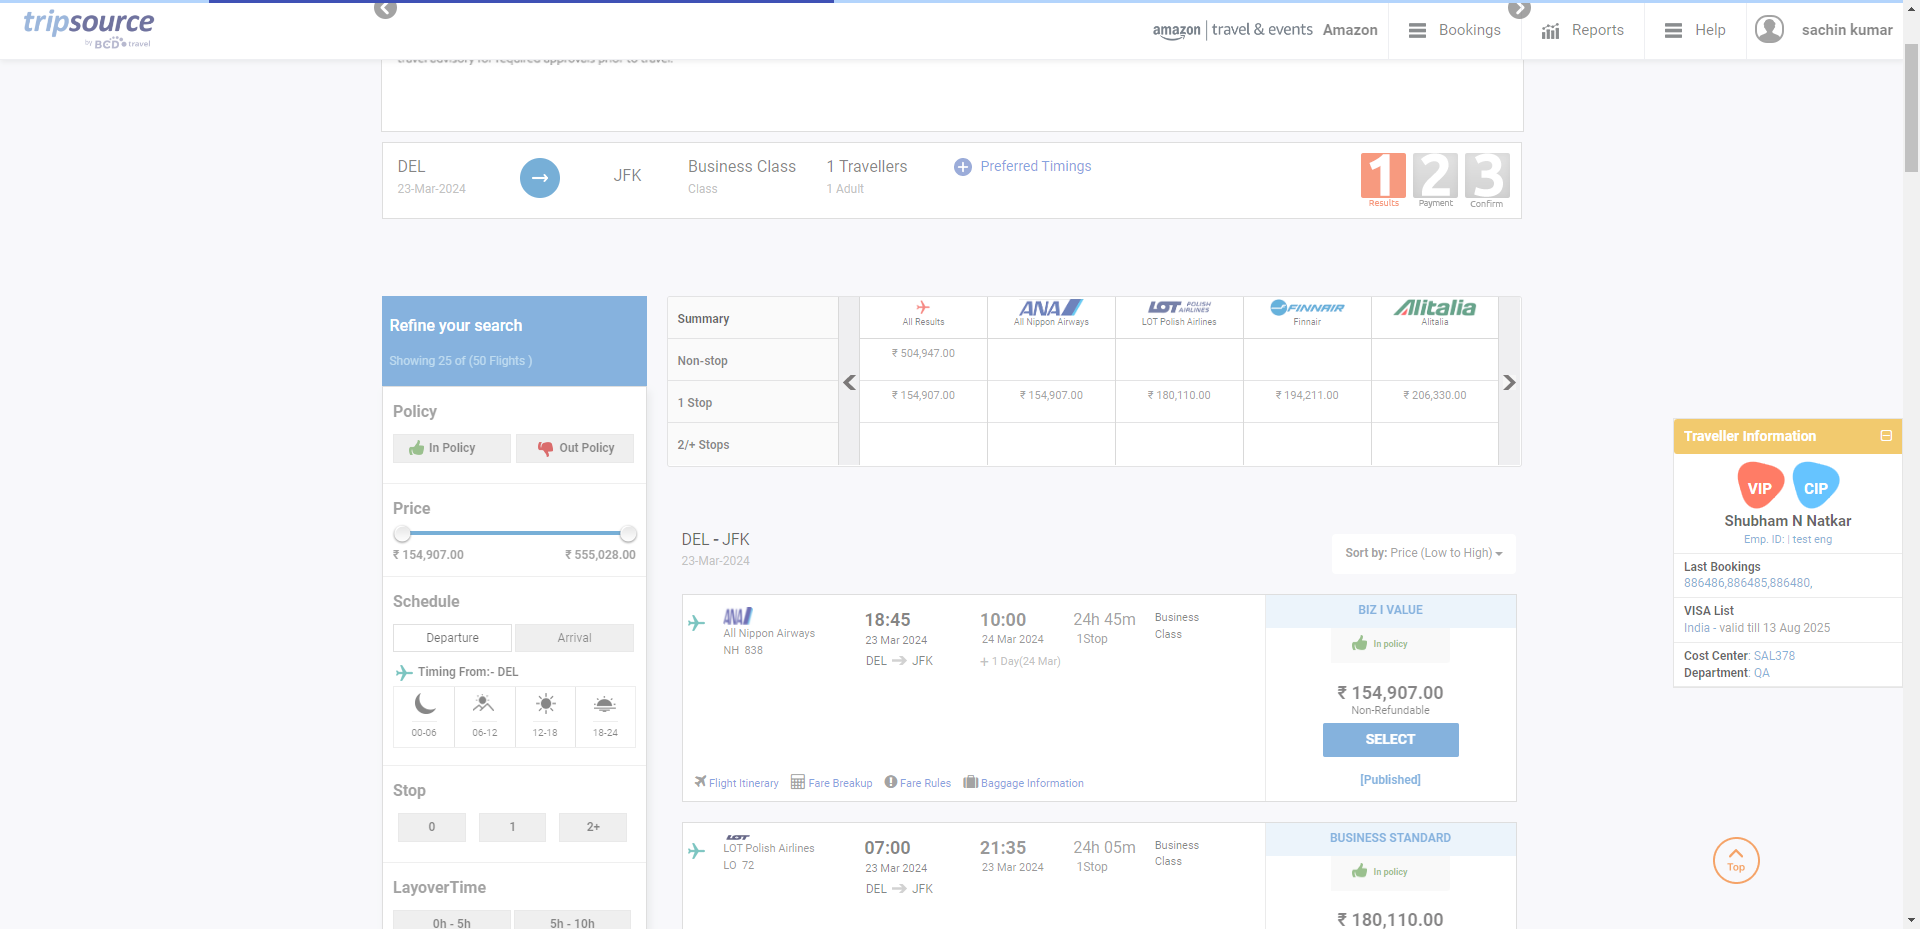 tripsource
by BCD travel
amazon | travel & events Amazon
Bookings
Reports
Help
sachin kumar
travel advisory for required approvals prior to travel.
DEL
23-Mar-2024
JFK
Business Class
Class
1 Travellers
1 Adult
Preferred Timings
1 2 3
Results Payment Confirm
Refine your search
Showing 25 of (50 Flights )
Policy
In Policy
Out Policy
Price
₹ 154,907.00 ₹ 555,028.00
Schedule
Departure Arrival
Timing From:- DEL
00-06 06-12 12-18 18-24
Stop
0 1 2+
LayoverTime
0h - 5h 5h - 10h
Summary
All Results
ANA
All Nippon Airways
LOT POLISH AIRLINES
LOT Polish Airlines
FINNAIR
Finnair
Alitalia
Alitalia
Non-stop ₹ 504,947.00
1 Stop ₹ 154,907.00 ₹ 154,907.00 ₹ 180,110.00 ₹ 194,211.00 ₹ 206,330.00
2/+ Stops
DEL - JFK
23-Mar-2024
Sort by: Price (Low to High)
ANA
All Nippon Airways
NH 838
18:45
23 Mar 2024
DEL JFK
10:00
24 Mar 2024
+ 1 Day(24 Mar)
24h 45m
1Stop
Business
Class
BIZ I VALUE
In policy
₹ 154,907.00
Non-Refundable
SELECT
[Published]
Flight Itinerary Fare Breakup Fare Rules Baggage Information
LOT
LOT Polish Airlines
LO 72
07:00
23 Mar 2024
DEL JFK
21:35
23 Mar 2024
24h 05m
1Stop
Business
Class
BUSINESS STANDARD
In policy
₹ 180,110.00
Traveller Information
VIP CIP
Shubham N Natkar
Emp. ID: | test eng
Last Bookings
886486,886485,886480,
VISA List
India - valid till 13 Aug 2025
Cost Center: SAL378
Department: QA
Top